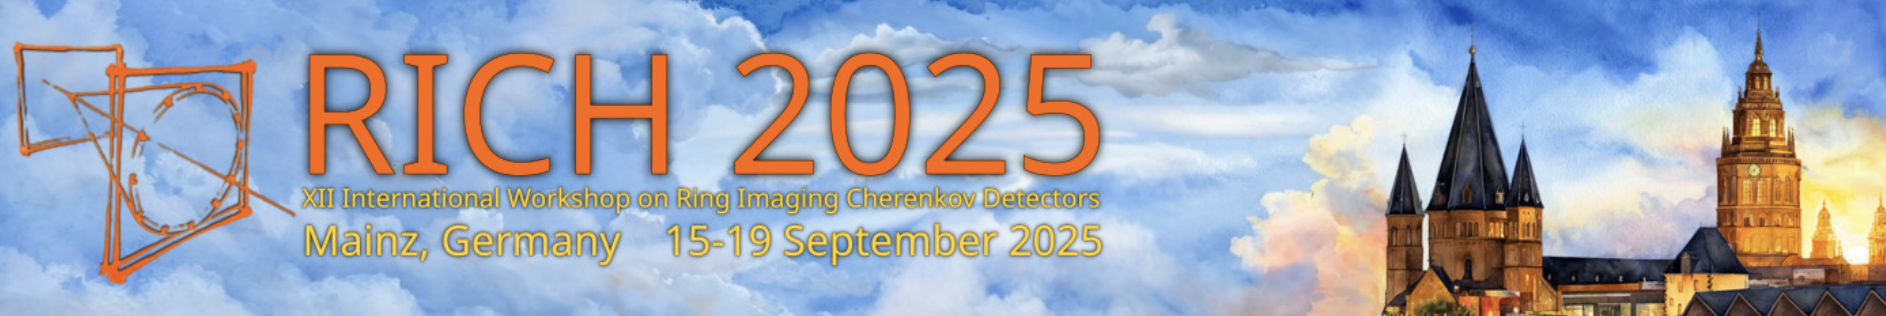 RICH 2025
XII International Workshop on Ring Imaging Cherenkov Detectors
Mainz, Germany 15-19 September 2025